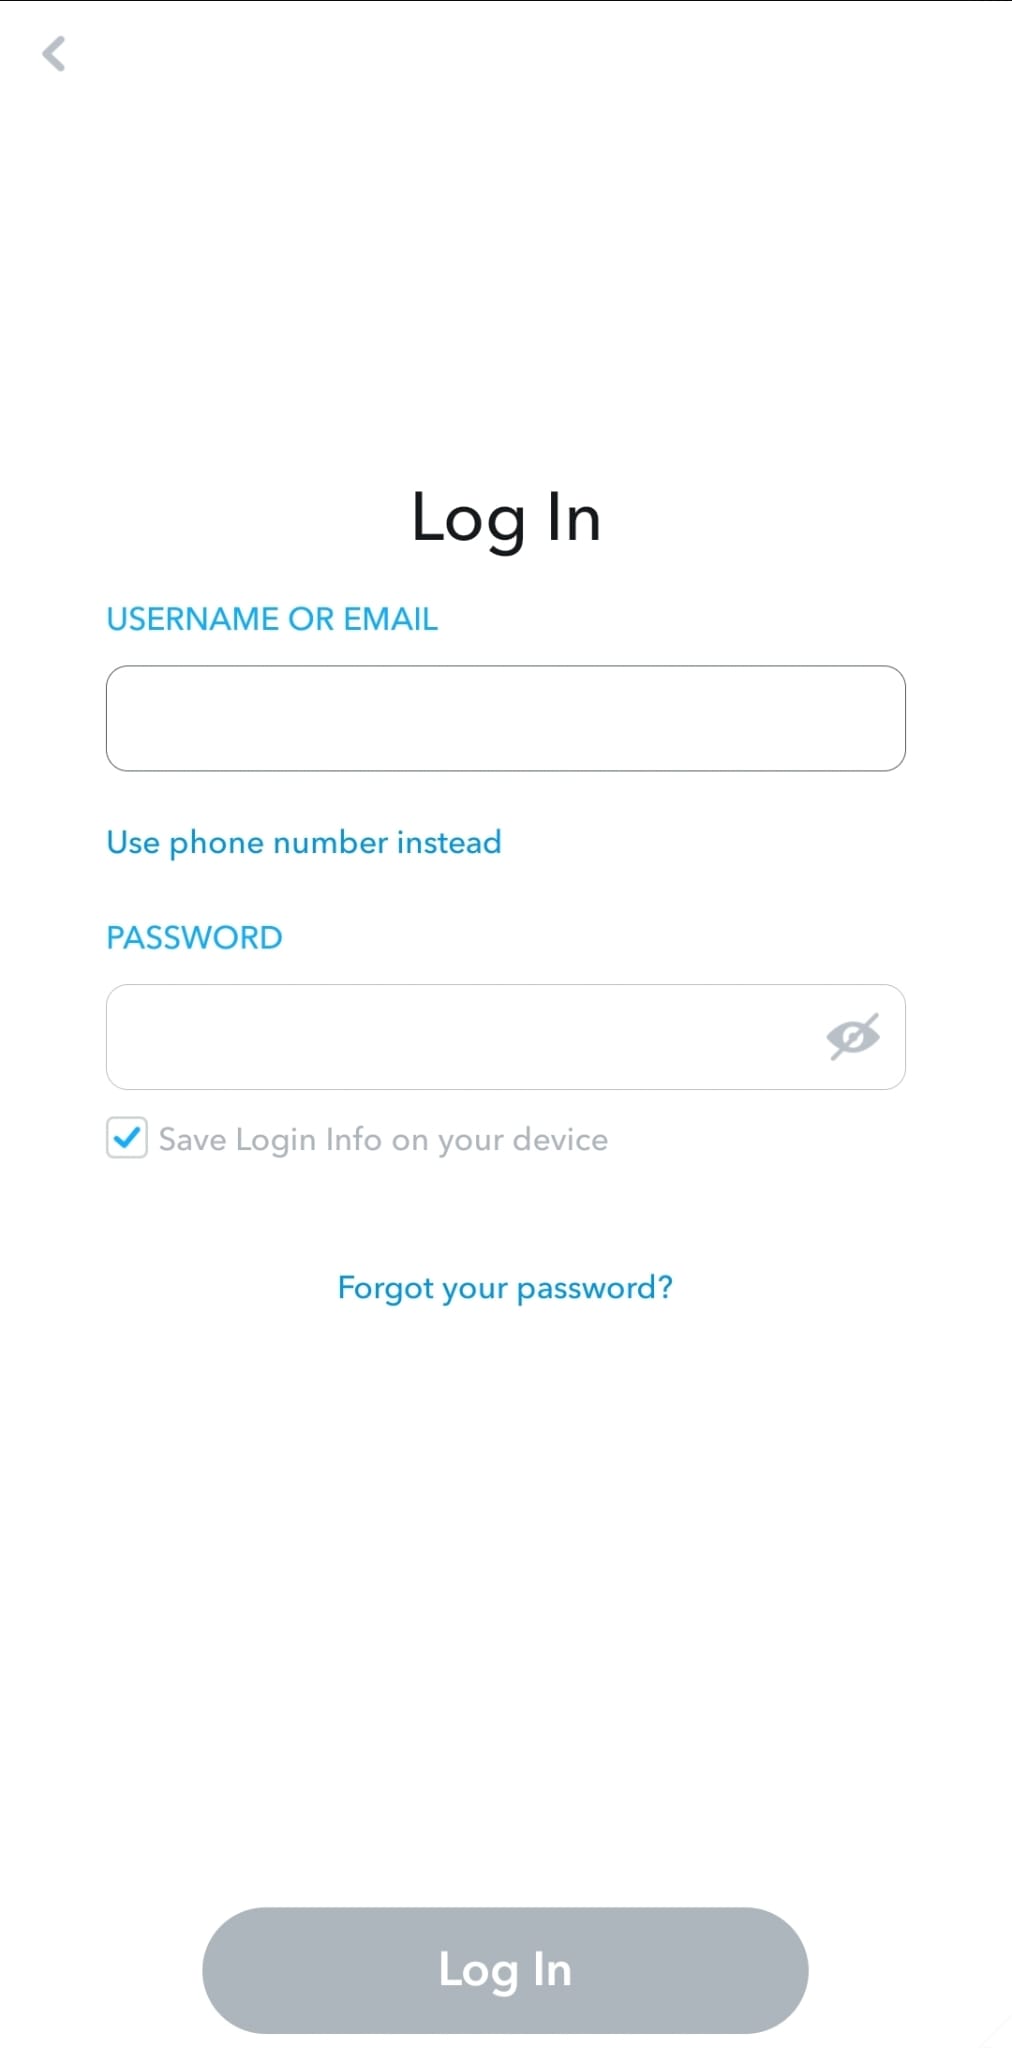 Log In
USERNAME OR EMAIL
Use phone number instead
PASSWORD
Save Login Info on your device
Forgot your password?
Log In